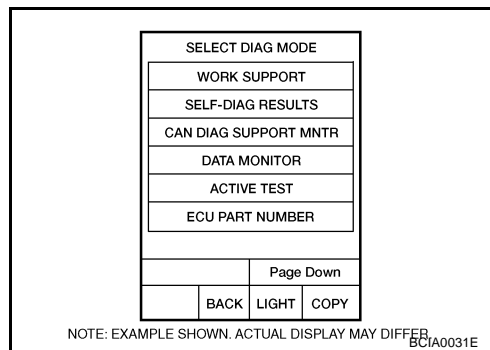 SELECT DIAG MODE
WORK SUPPORT
SELF-DIAG RESULTS
CAN DIAG SUPPORT MNTR
DATA MONITOR
ACTIVE TEST
ECU PART NUMBER
Page Down
BACK LIGHT COPY
NOTE: EXAMPLE SHOWN. ACTUAL DISPLAY MAY DIFFER.
BCIA0031E